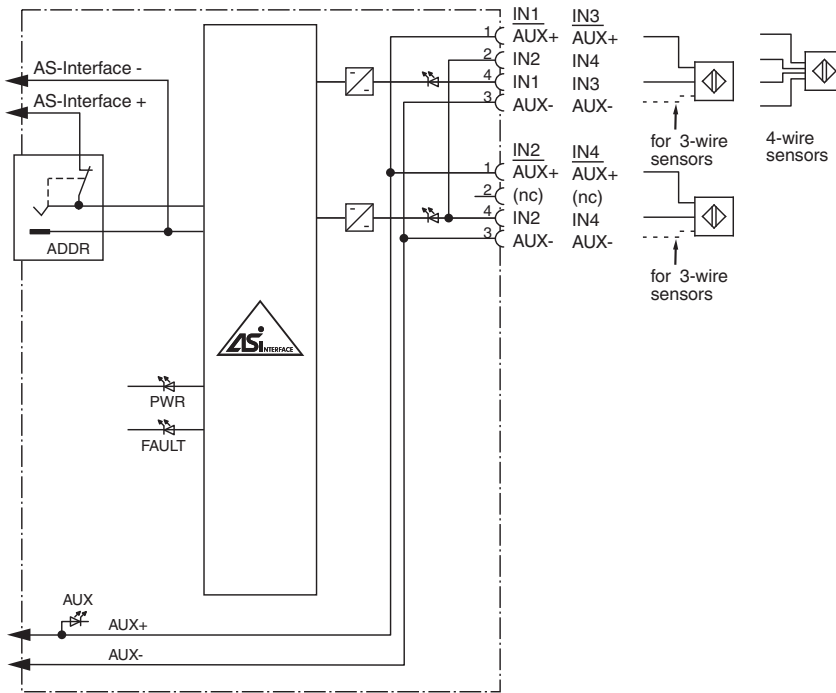 AS-Interface -
AS-Interface +
ADDR
PWR
FAULT
AUX
AUX+
AUX-
ASi INTERFACE
IN1 IN3
1 AUX+ AUX+
2 IN2 IN4
4 IN1 IN3
3 AUX- AUX-
for 3-wire
sensors
4-wire
sensors
IN2 IN4
1 AUX+ AUX+
2 (nc) (nc)
4 IN2 IN4
3 AUX- AUX-
for 3-wire
sensors